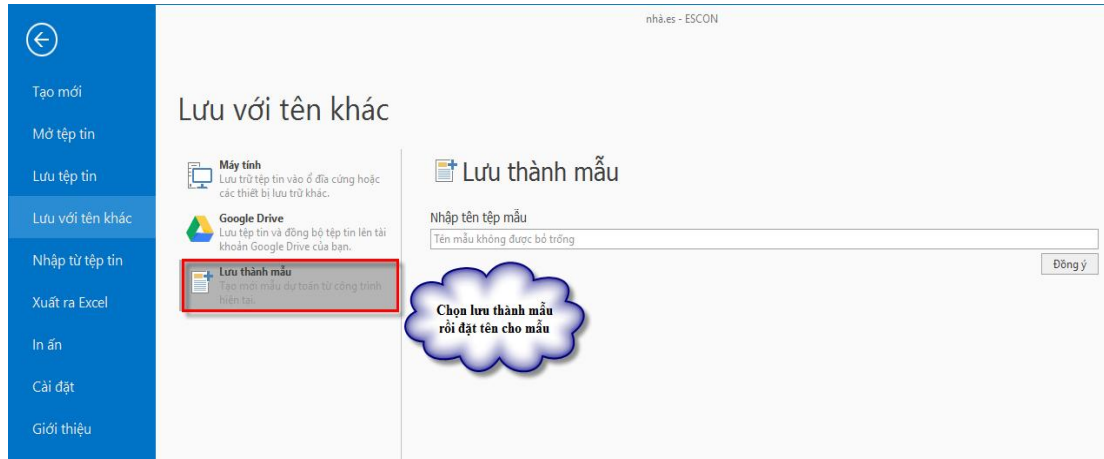 nhà.es - ESCON
Tạo mới
Mở tệp tin
Lưu tệp tin
Lưu với tên khác
Nhập từ tệp tin
Xuất ra Excel
In ấn
Cài đặt
Giới thiệu
Lưu với tên khác
Máy tính
Lưu trữ tệp tin vào ổ đĩa cứng hoặc
các thiết bị lưu trữ khác.
Google Drive
Lưu tệp tin và đồng bộ tệp tin lên tài
khoản Google Drive của bạn.
Lưu thành mẫu
Tạo mới mẫu dự toán từ công trình
hiện tại.
Lưu thành mẫu
Nhập tên tệp mẫu
Tên mẫu không được bỏ trống
Đồng ý
Chọn lưu thành mẫu
rồi đặt tên cho mẫu